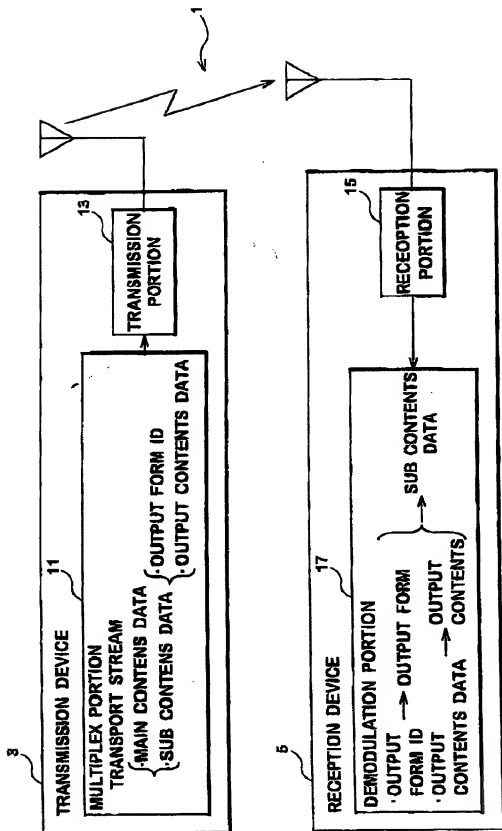 1
3
TRANSMISSION DEVICE
11
MULTIPLEX PORTION
TRANSPORT STREAM
·MAIN CONTENS DATA
·SUB CONTENS DATA
·OUTPUT FORM ID
·OUTPUT CONTENTS DATA
13
TRANSMISSION
PORTION
5
RECEPTION DEVICE
17
DEMODULATION PORTION
·OUTPUT → OUTPUT FORM
FORM ID
·OUTPUT → OUTPUT
CONTENTS DATA CONTENTS
SUB CONTENTS
DATA
15
RECEOPTION
PORTION